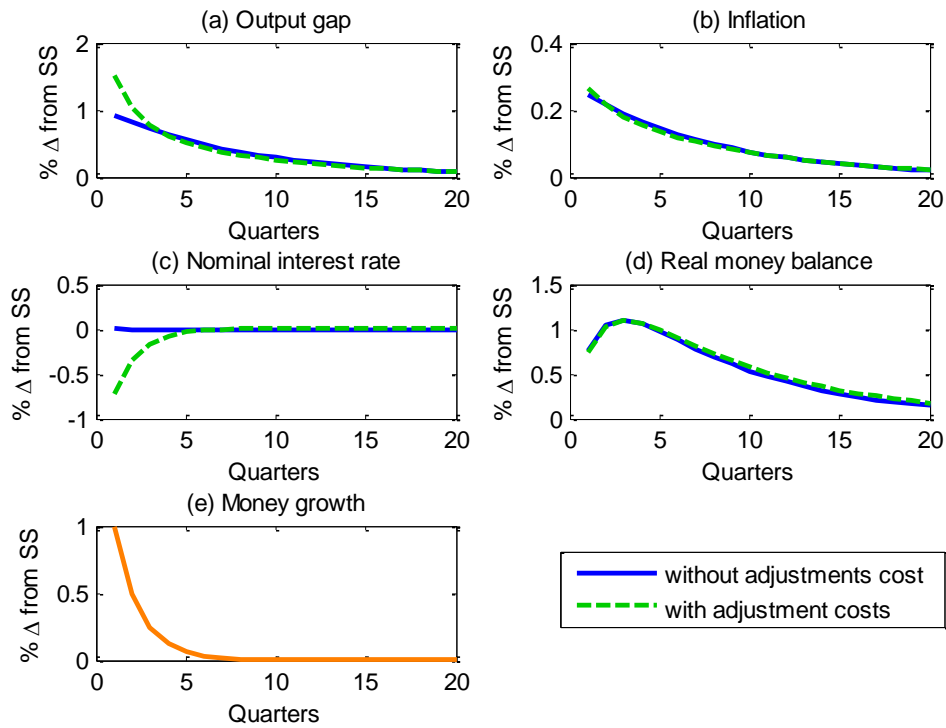 (a) Output gap
% Δ from SS
2
1
0
0 5 10 15 20
Quarters
(b) Inflation
% Δ from SS
0.4
0.2
0
0 5 10 15 20
Quarters
(c) Nominal interest rate
% Δ from SS
0.5
0
-0.5
-1
0 5 10 15 20
Quarters
(d) Real money balance
% Δ from SS
1.5
1
0.5
0
0 5 10 15 20
Quarters
(e) Money growth
% Δ from SS
1
0.5
0
0 5 10 15 20
Quarters
without adjustments cost
with adjustment costs